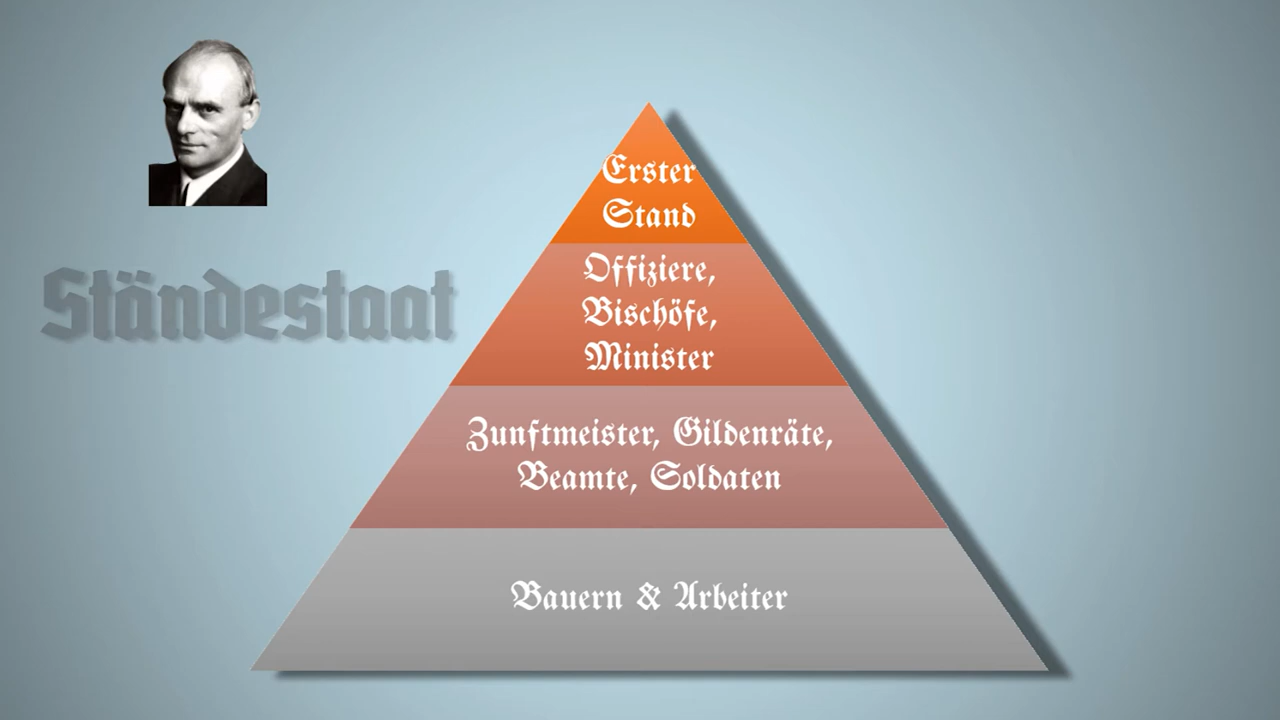 Ständestaat
Erster
Stand
Offiziere,
Bischöfe,
Minister
Zunftmeister, Gildenräte,
Beamte, Soldaten
Bauern & Arbeiter